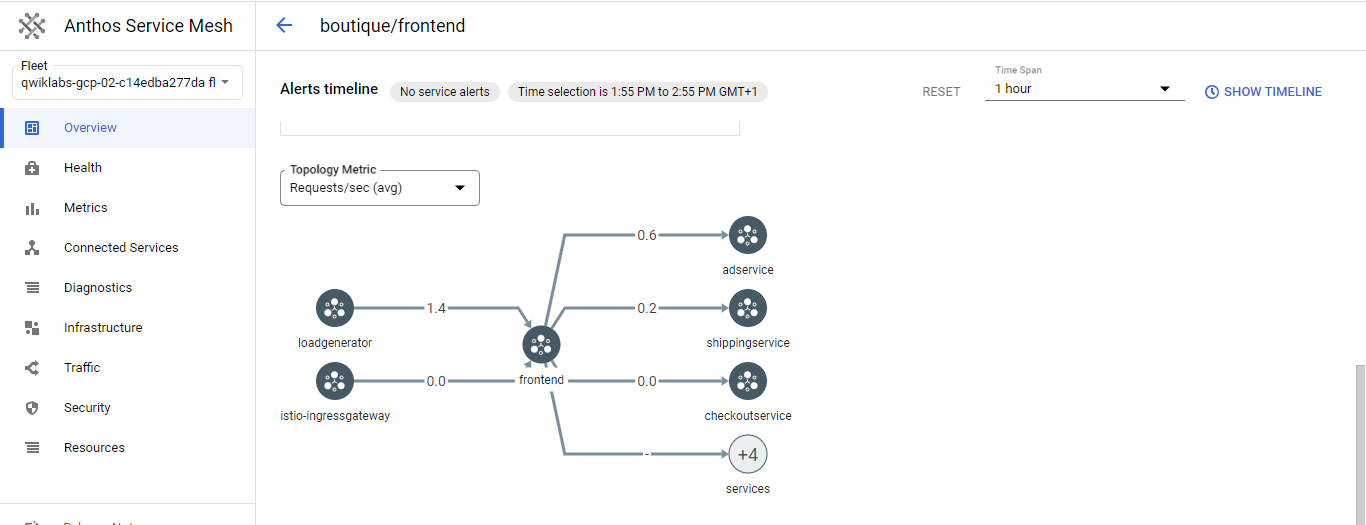 Anthos Service Mesh
boutique/frontend
Fleet
qwiklabs-gcp-02-c14edba277da fl
Overview
Health
Metrics
Connected Services
Diagnostics
Infrastructure
Traffic
Security
Resources
Alerts timeline
No service alerts
Time selection is 1:55 PM to 2:55 PM GMT+1
RESET
Time Span
1 hour
SHOW TIMELINE
Topology Metric
Requests/sec (avg)
0.6
adservice
1.4
0.2
loadgenerator
shippingservice
frontend
0.0
0.0
istio-ingressgateway
checkoutservice
-
+4
services